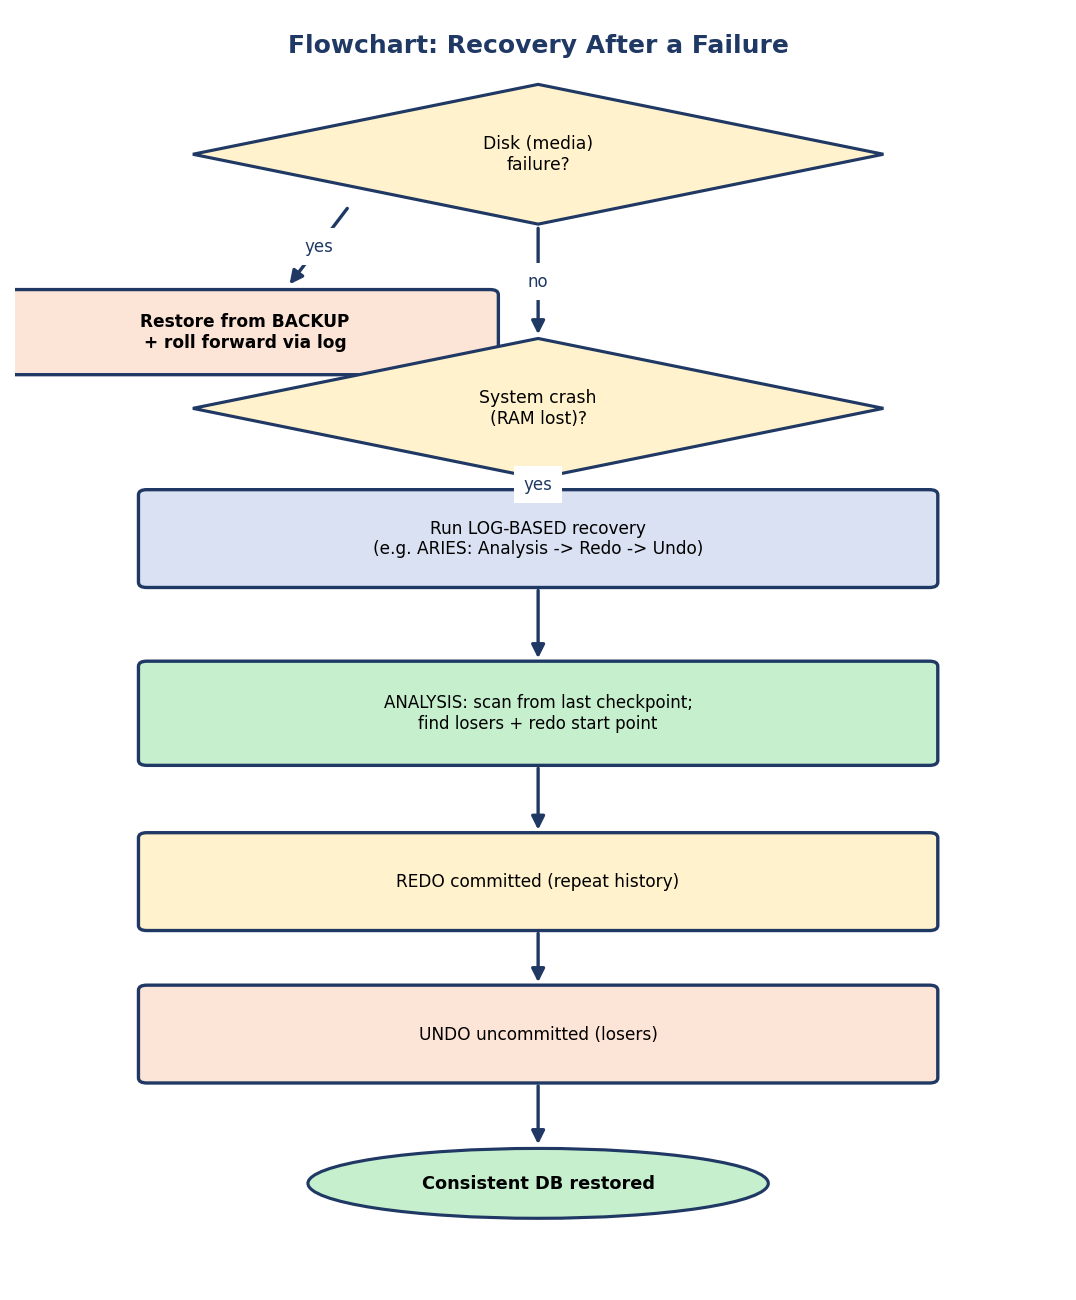 Flowchart: Recovery After a Failure
Disk (media)
failure?
yes
no
Restore from BACKUP
+ roll forward via log
System crash
(RAM lost)?
yes
Run LOG-BASED recovery
(e.g. ARIES: Analysis -> Redo -> Undo)
ANALYSIS: scan from last checkpoint;
find losers + redo start point
REDO committed (repeat history)
UNDO uncommitted (losers)
Consistent DB restored